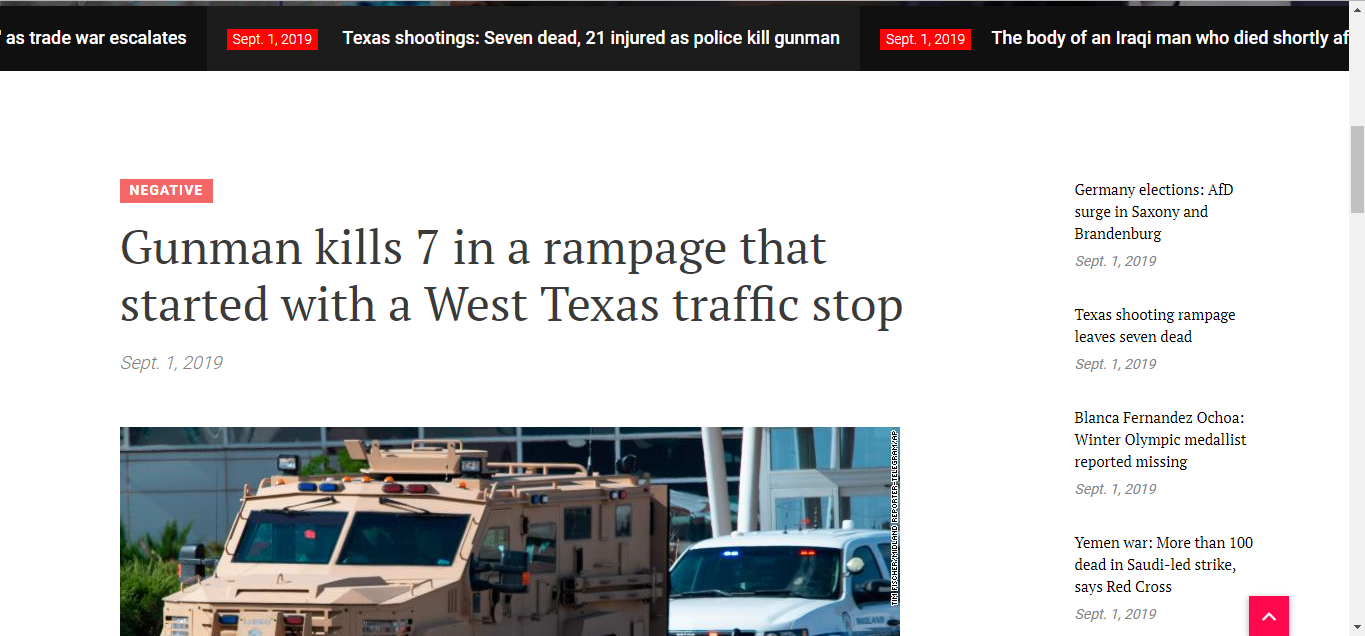 ' as trade war escalates
Sept. 1, 2019
Texas shootings: Seven dead, 21 injured as police kill gunman
Sept. 1, 2019
The body of an Iraqi man who died shortly af
NEGATIVE
Gunman kills 7 in a rampage that
started with a West Texas traffic stop
Sept. 1, 2019
TIM FISCHER/MIDLAND REPORTER-TELEGRAM/AP
MIDLAND
Germany elections: AfD
surge in Saxony and
Brandenburg
Sept. 1, 2019
Texas shooting rampage
leaves seven dead
Sept. 1, 2019
Blanca Fernandez Ochoa:
Winter Olympic medallist
reported missing
Sept. 1, 2019
Yemen war: More than 100
dead in Saudi-led strike,
says Red Cross
Sept. 1, 2019